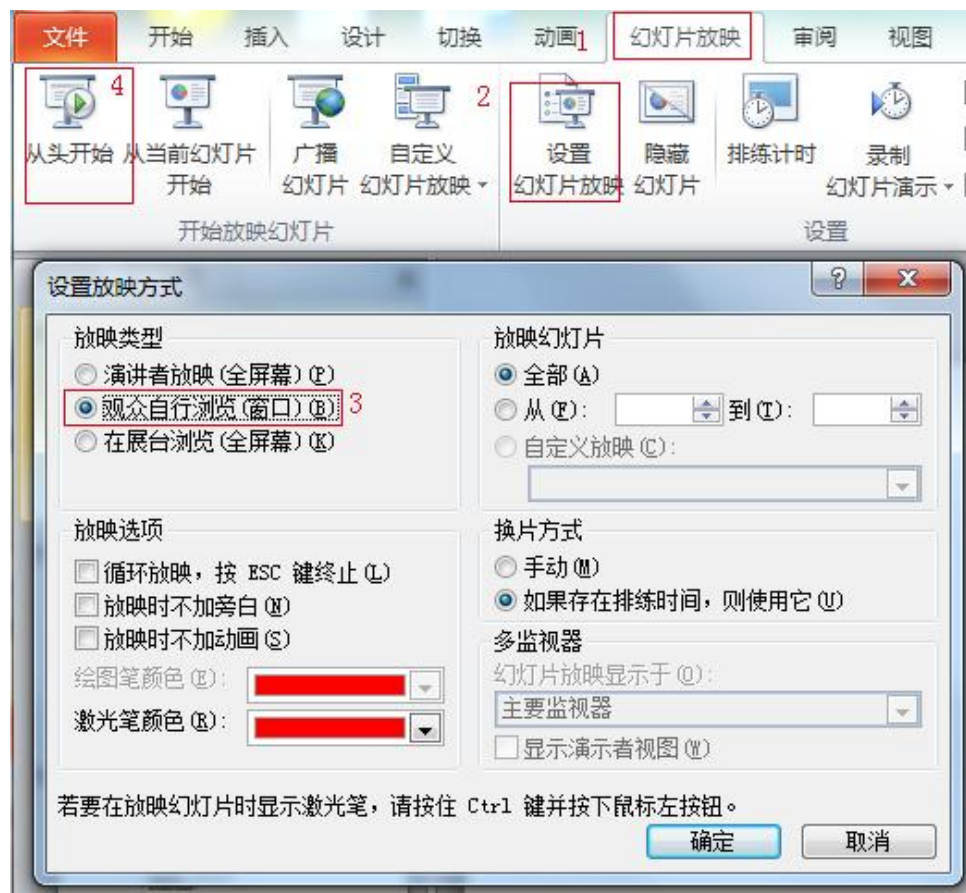 文件 开始 插入 设计 切换 动画1 幻灯片放映 审阅 视图
4 2
从头开始 从当前幻灯片 广播 自定义 设置 隐藏 排练计时 录制
开始 幻灯片 幻灯片放映 幻灯片放映 幻灯片 幻灯片演示
开始放映幻灯片 设置
设置放映方式
放映类型 放映幻灯片
演讲者放映(全屏幕)(P) 全部(A)
观众自行浏览(窗口)(B) 3 从(F): 到(T):
在展台浏览(全屏幕)(K) 自定义放映(C):
放映选项 换片方式
循环放映，按 ESC 键终止(L) 手动(M)
放映时不加旁白(N) 如果存在排练时间，则使用它(U)
放映时不加动画(S) 多监视器
绘图笔颜色(E): 幻灯片放映显示于(O):
激光笔颜色(R): 主要监视器
显示演示者视图(W)
若要在放映幻灯片时显示激光笔，请按住 Ctrl 键并按下鼠标左按钮。
确定 取消